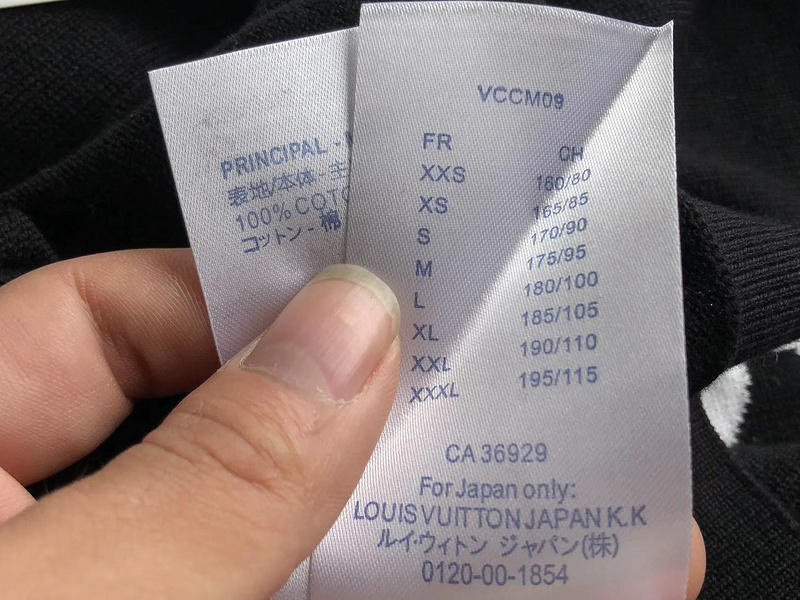 PRINCIPAL -
表地/本体 - 主
100% COTO
コットン - 棉
VCCM09
FR CH
XXS 160/80
XS 165/85
S 170/90
M 175/95
L 180/100
XL 185/105
XXL 190/110
XXXL 195/115
CA 36929
For Japan only:
LOUIS VUITTON JAPAN K.K
ルイ・ヴィトン ジャパン(株)
0120-00-1854